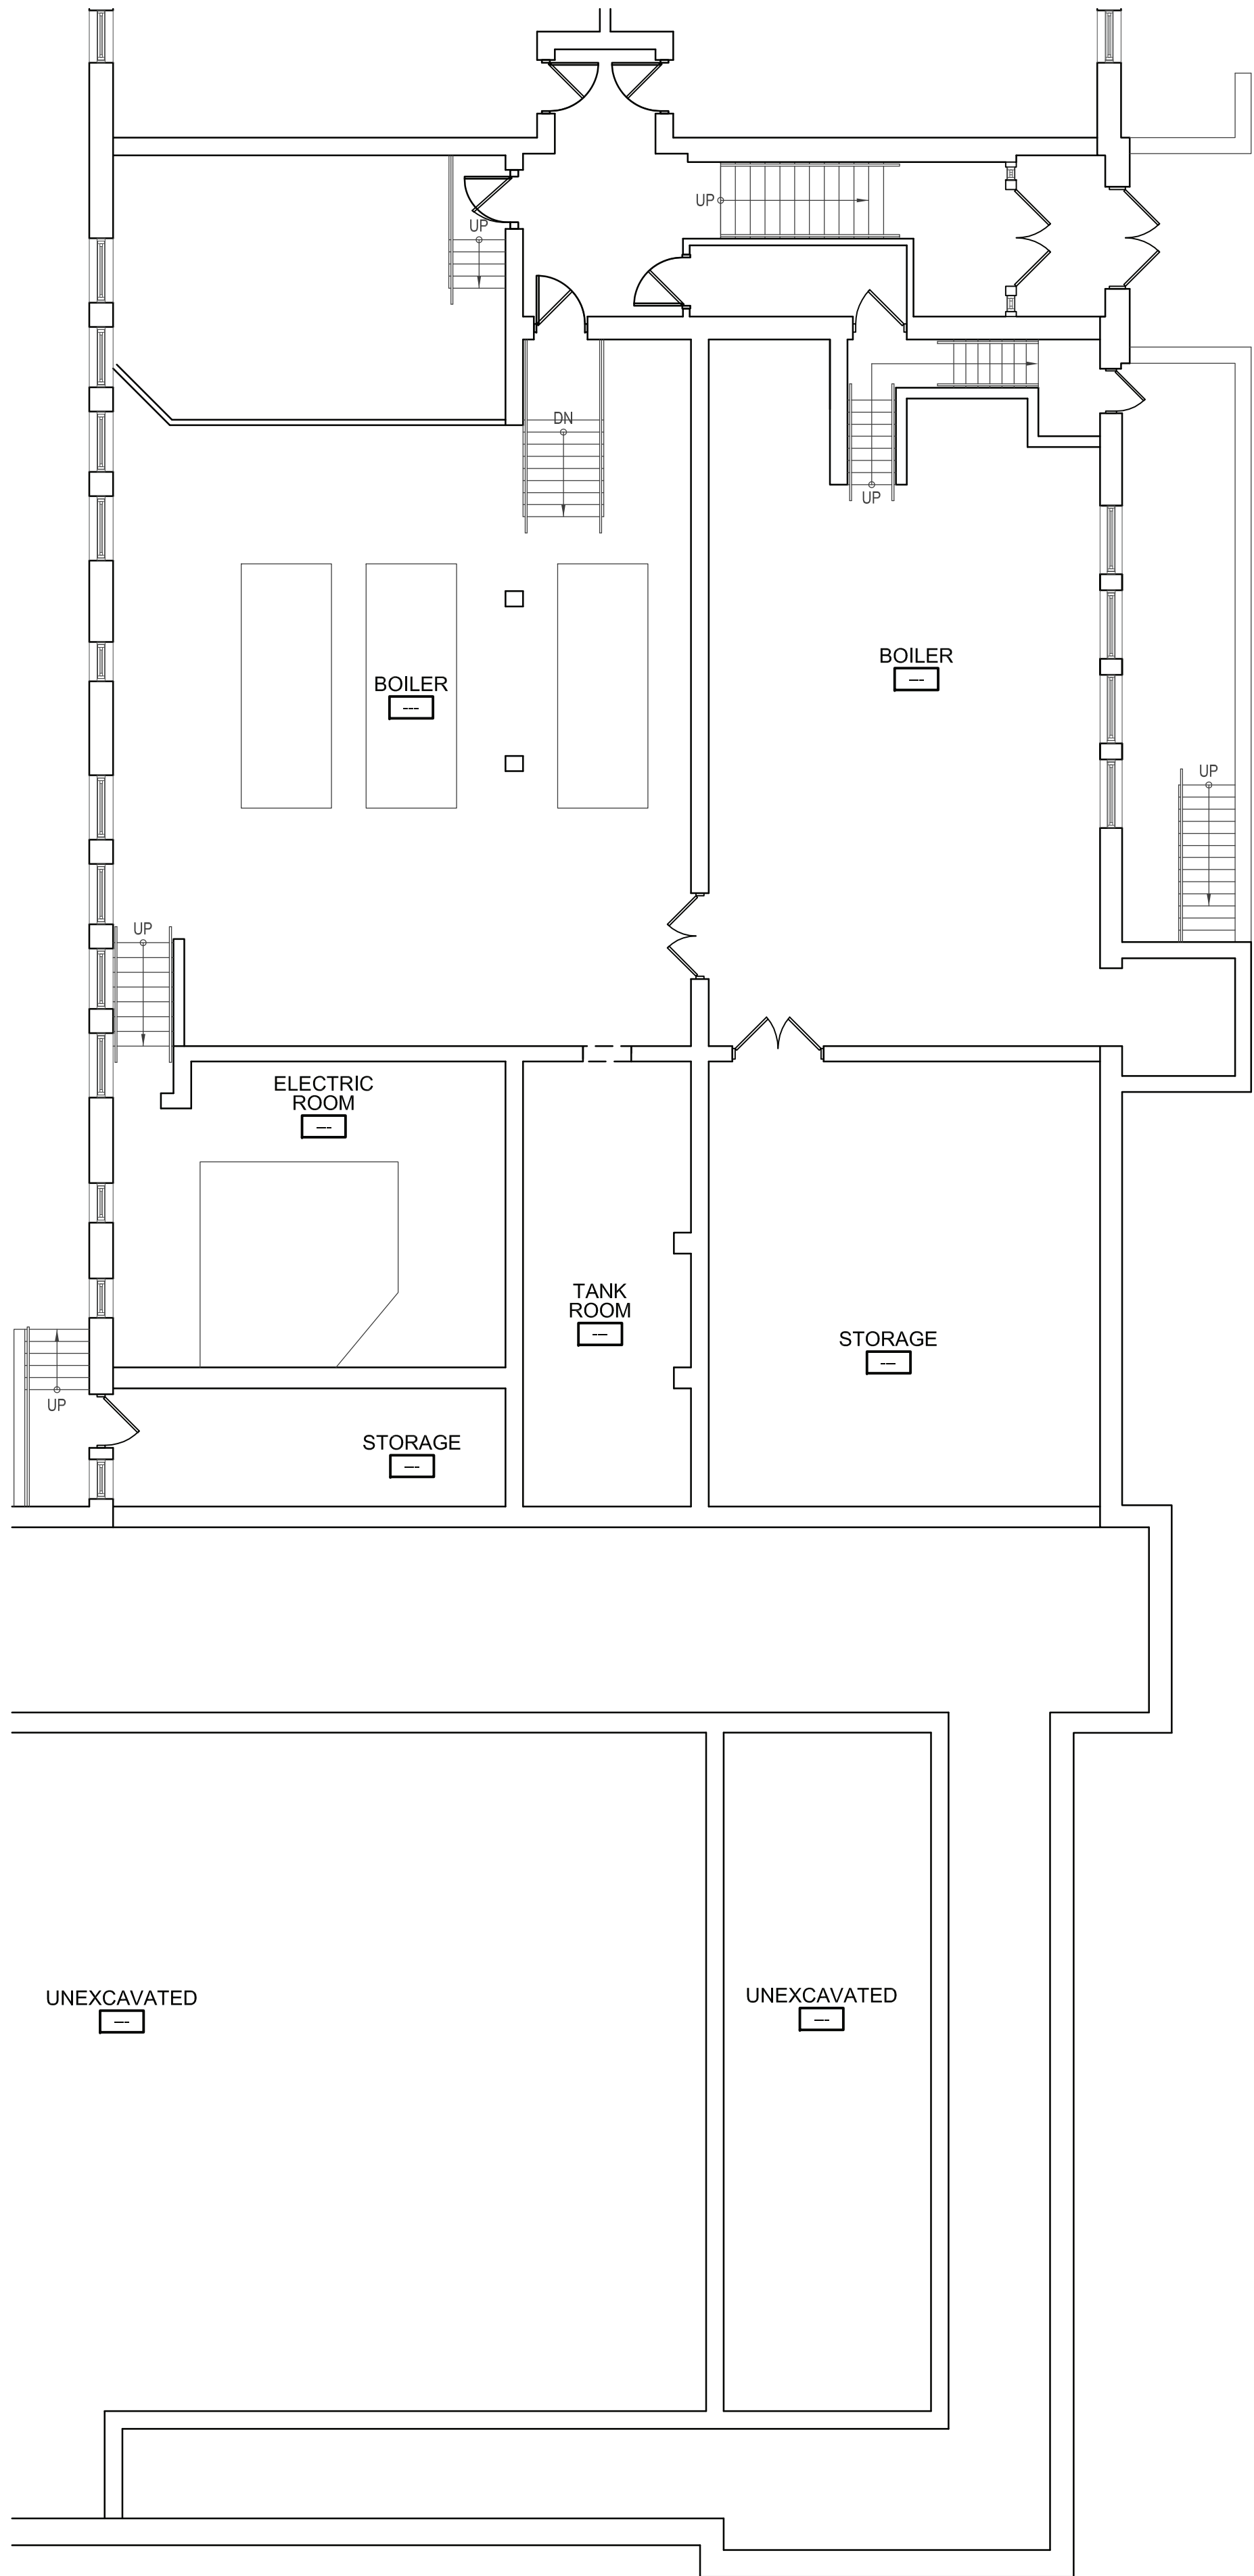 UP
UP
DN
UP
BOILER
----
BOILER
---
UP
UP
ELECTRIC
ROOM
----
TANK
ROOM
----
STORAGE
----
UP
STORAGE
----
UNEXCAVATED
----
UNEXCAVATED
----